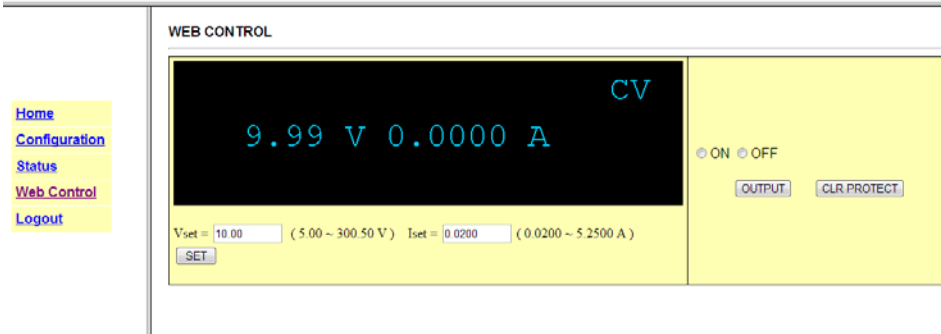 WEB CONTROL
Home
Configuration
Status
Web Control
Logout
CV
9.99 V 0.0000 A
Vset = 10.00 ( 5.00 ~ 300.50 V ) Iset = 0.0200 ( 0.0200 ~ 5.2500 A )
SET
ON OFF
OUTPUT CLR PROTECT